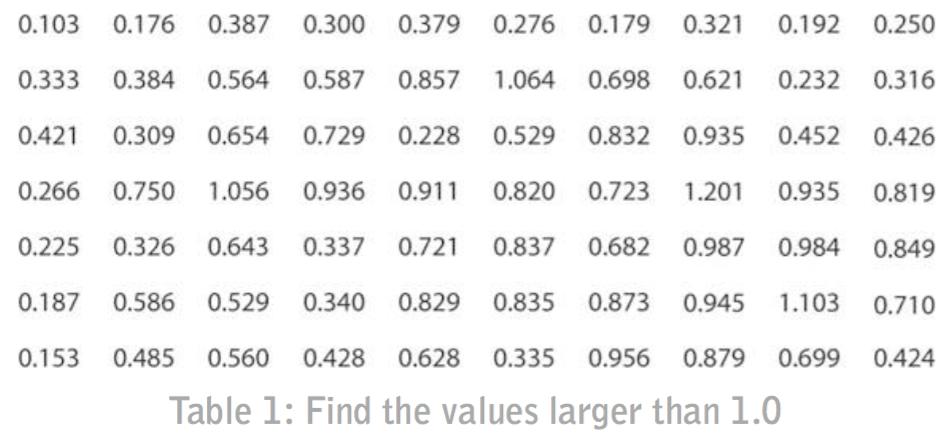 0.103 0.176 0.387 0.300 0.379 0.276 0.179 0.321 0.192 0.250
0.333 0.384 0.564 0.587 0.857 1.064 0.698 0.621 0.232 0.316
0.421 0.309 0.654 0.729 0.228 0.529 0.832 0.935 0.452 0.426
0.266 0.750 1.056 0.936 0.911 0.820 0.723 1.201 0.935 0.819
0.225 0.326 0.643 0.337 0.721 0.837 0.682 0.987 0.984 0.849
0.187 0.586 0.529 0.340 0.829 0.835 0.873 0.945 1.103 0.710
0.153 0.485 0.560 0.428 0.628 0.335 0.956 0.879 0.699 0.424
Table 1: Find the values larger than 1.0